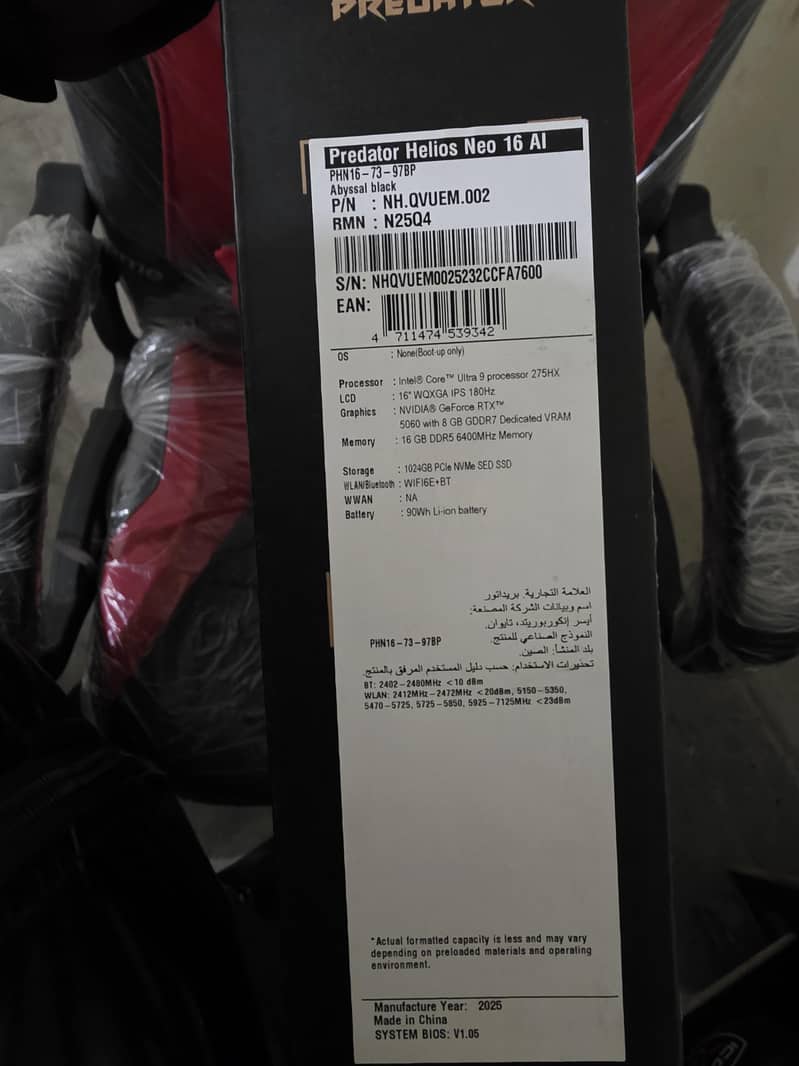 PREDATOR
Predator Helios Neo 16 AI
PHN16-73-97BP
Abyssal black
P/N : NH.QVUEM.002
RMN : N25Q4
S/N: NHQVUEM0025232CCFA7600
EAN:
4 711474 539342
OS : None(Boot-up only)
Processor : Intel® Core™ Ultra 9 processor 275HX
LCD : 16" WQXGA IPS 180Hz
Graphics : NVIDIA® GeForce RTX™
5060 with 8 GB GDDR7 Dedicated VRAM
Memory : 16 GB DDR5 6400MHz Memory
Storage : 1024GB PCIe NVMe SED SSD
WLAN/Bluetooth : WIFI6E+BT
WWAN : NA
Battery : 90Wh Li-ion battery
العلامة التجارية. بريداتور
اسم وبيانات الشركة المصنعة:
أيسر إنكوربوريتد، تايوان.
النموذج الصناعي للمنتج. PHN16-73-97BP
بلد المنشأ: الصين.
تحذيرات الاستخدام: حسب دليل المستخدم المرفق بالمنتج.
BT: 2402-2480MHz <10 dBm
WLAN: 2412MHz-2472MHz <20dBm, 5150-5350,
5470-5725, 5725-5850, 5925-7125MHz <23dBm
*Actual formatted capacity is less and may vary
depending on preloaded materials and operating
environment.
Manufacture Year: 2025
Made in China
SYSTEM BIOS: V1.05